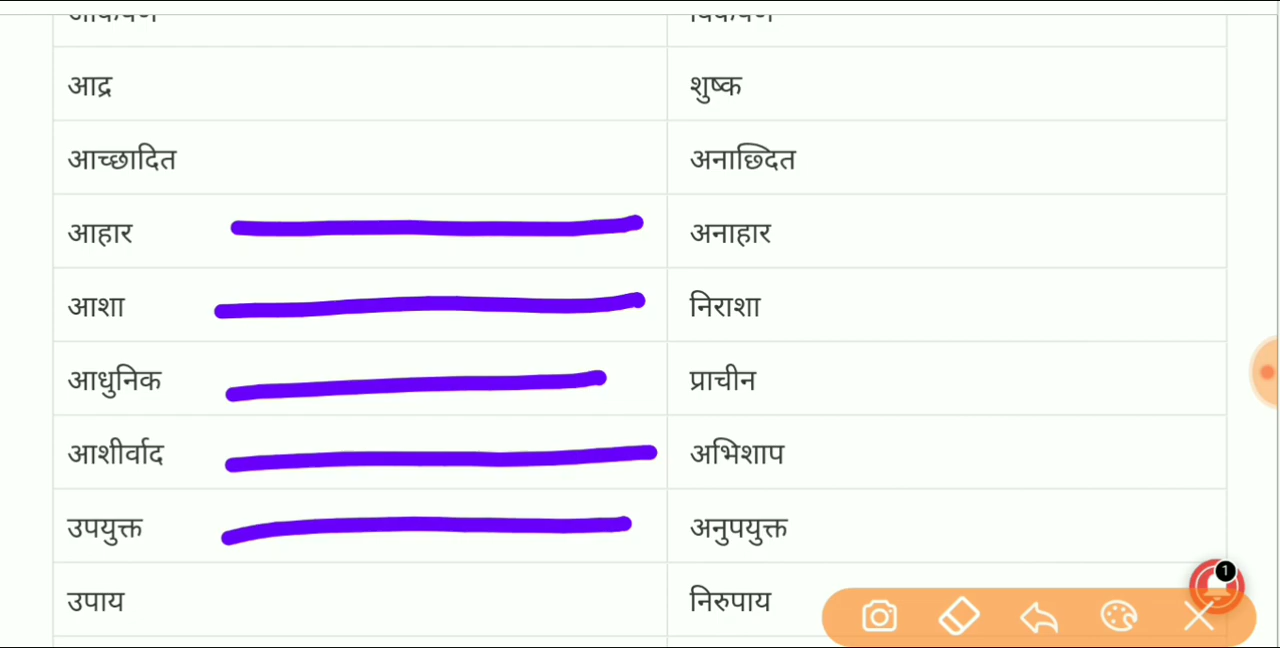 आद्र शुष्क
आच्छादित अनाछ्दित
आहार अनाहार
आशा निराशा
आधुनिक प्राचीन
आशीर्वाद अभिशाप
उपयुक्त अनुपयुक्त
उपाय निरुपाय
1